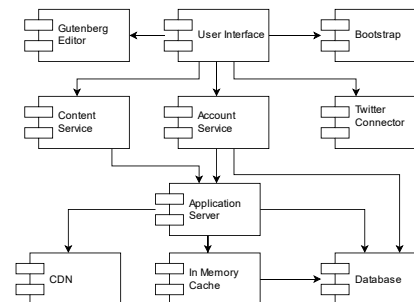 Gutenberg
Editor
User Interface
Bootstrap
Content
Service
Account
Service
Twitter
Connector
Application
Server
CDN
In Memory
Cache
Database